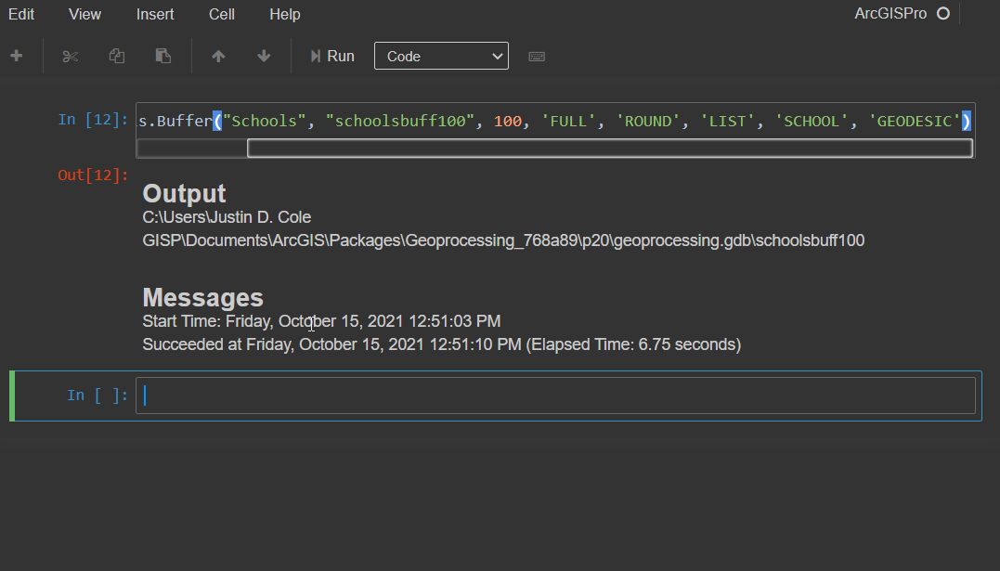 Edit View Insert Cell Help ArcGISPro
Run Code
In [12]: s.Buffer("Schools", "schoolsbuff100", 100, 'FULL', 'ROUND', 'LIST', 'SCHOOL', 'GEODESIC')
Out[12]:
Output
C:\Users\Justin D. Cole
GISP\Documents\ArcGIS\Packages\Geoprocessing_768a89\p20\geoprocessing.gdb\schoolsbuff100
Messages
Start Time: Friday, October 15, 2021 12:51:03 PM
Succeeded at Friday, October 15, 2021 12:51:10 PM (Elapsed Time: 6.75 seconds)
In [ ]: